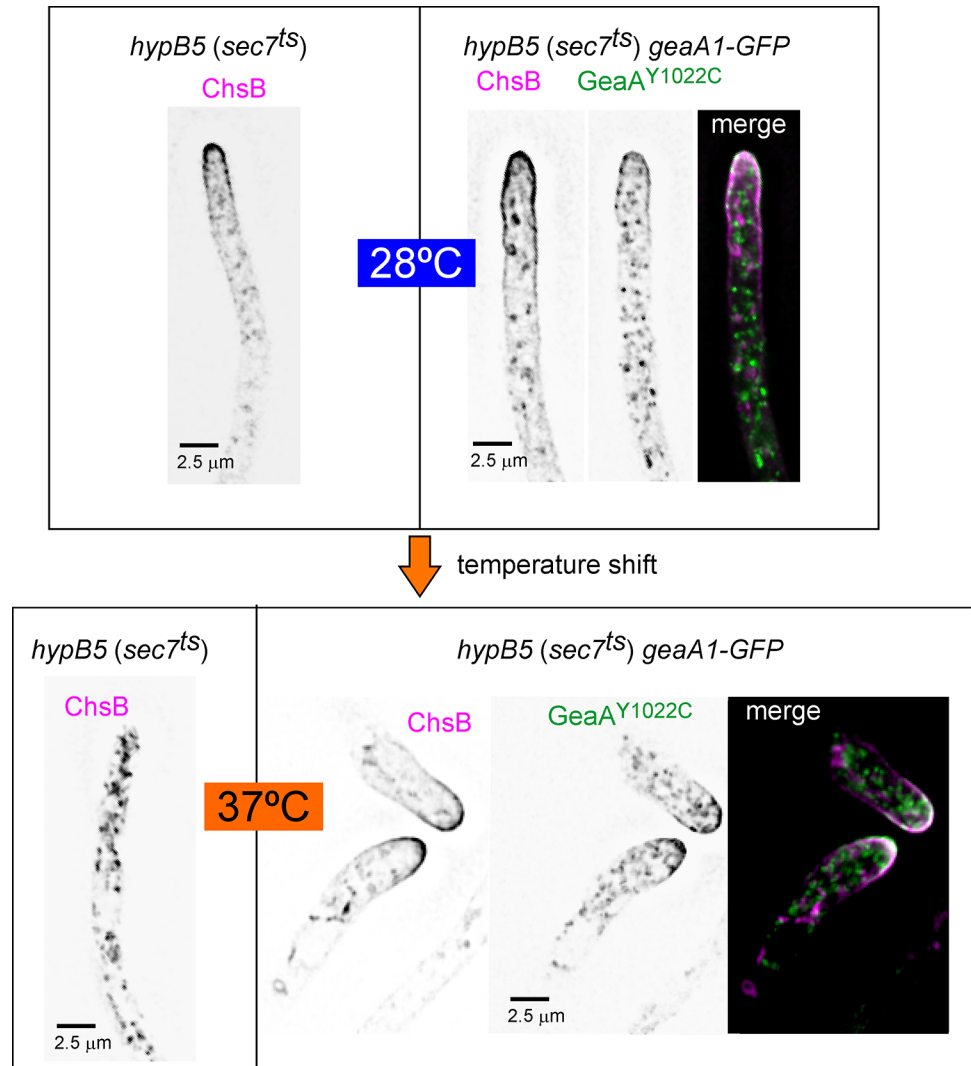 hypB5 (sec7ts)
ChsB
2.5 μm
hypB5 (sec7ts) geaA1-GFP
ChsB
GeaAY1022C
merge
2.5 μm
28ºC
temperature shift
hypB5 (sec7ts)
ChsB
2.5 μm
37ºC
hypB5 (sec7ts) geaA1-GFP
ChsB
GeaAY1022C
merge
2.5 μm